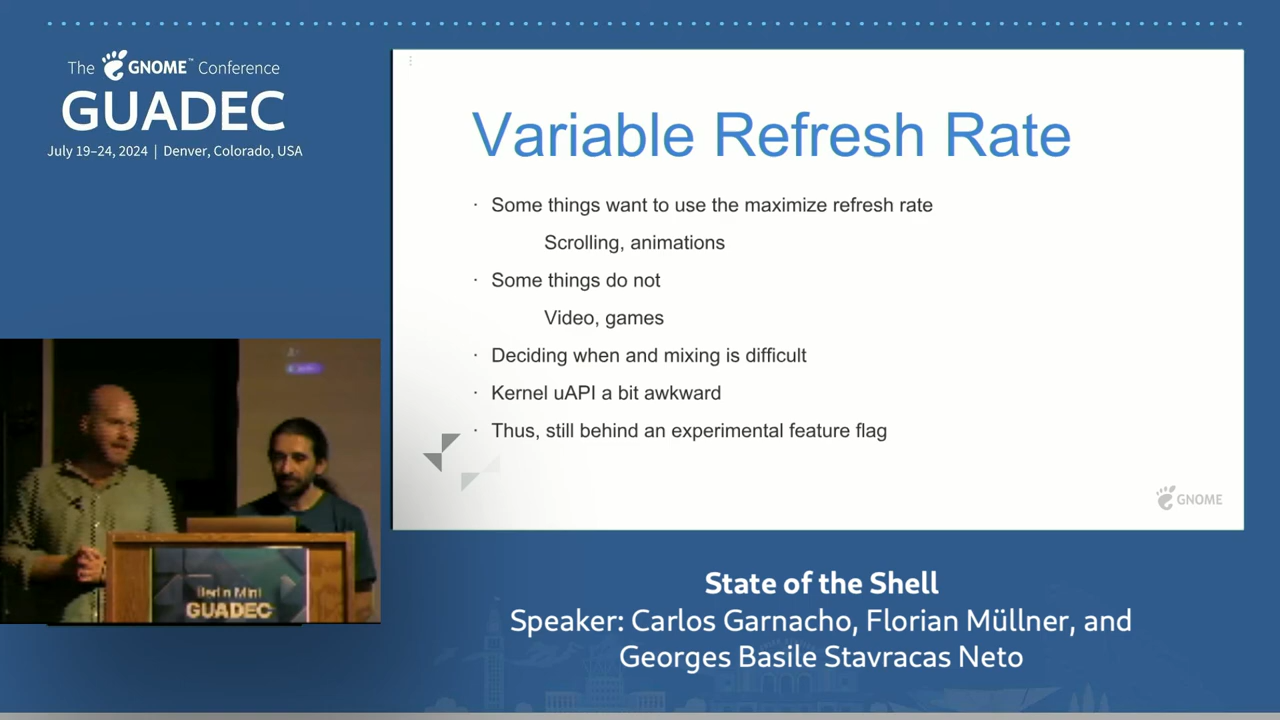 The GNOME™ Conference
GUADEC
July 19–24, 2024 | Denver, Colorado, USA
Variable Refresh Rate
· Some things want to use the maximize refresh rate
Scrolling, animations
· Some things do not
Video, games
· Deciding when and mixing is difficult
· Kernel uAPI a bit awkward
· Thus, still behind an experimental feature flag
GNOME
Berlin Mini
GUADEC
State of the Shell
Speaker: Carlos Garnacho, Florian Müllner, and
Georges Basile Stavracas Neto